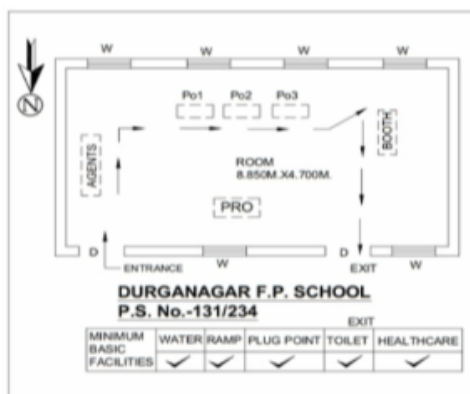 W W W W
N
Po1 Po2 Po3
AGENTS
BOOTH
ROOM
8.850M.X4.700M.
PRO
D D W
ENTRANCE W EXIT
DURGANAGAR F.P. SCHOOL
P.S. No.-131/234
EXIT
MINIMUM BASIC FACILITIES WATER RAMP PLUG POINT TOILET HEALTHCARE